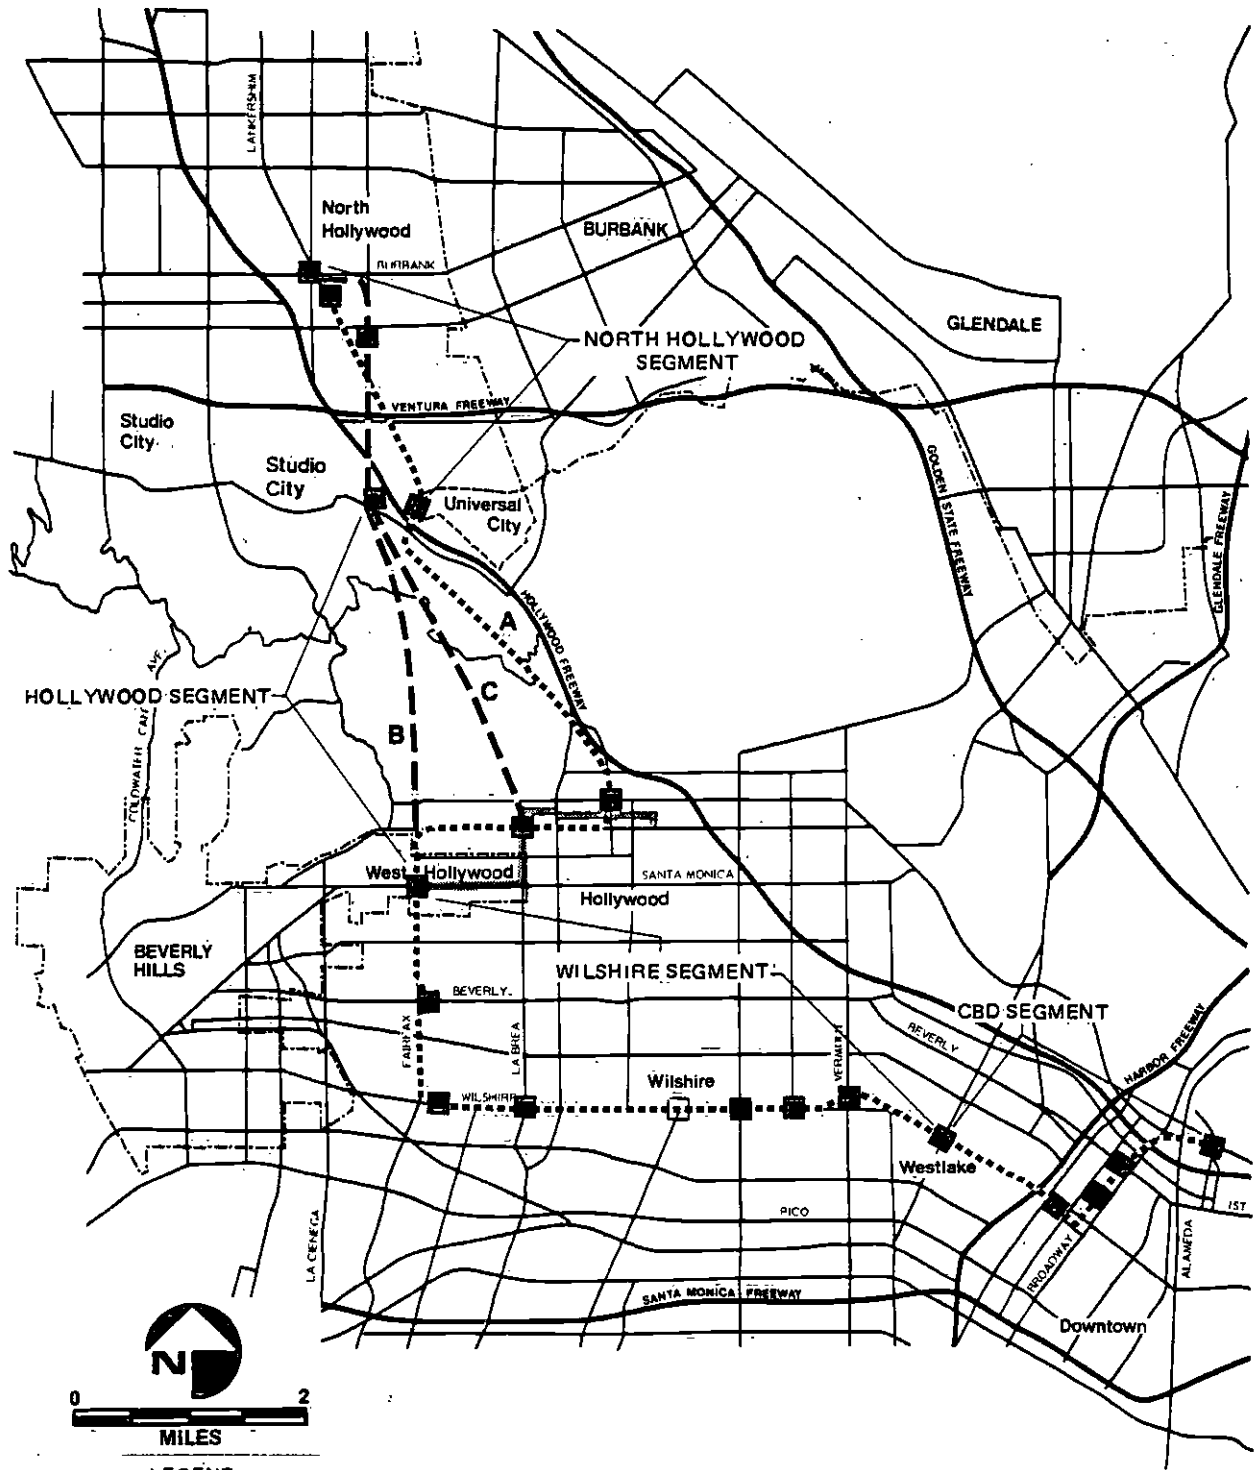 LANKERSHIM
North
Hollywood
BURBANK
BURBANK
GLENDALE
NORTH HOLLYWOOD
SEGMENT
VENTURA FREEWAY
Studio
City
Studio
City
Universal
City
GOLDEN STATE FREEWAY
GLENDALE FREEWAY
A
HOLLYWOOD FREEWAY
HOLLYWOOD SEGMENT
C
B
COLDWATER
AVE.
West Hollywood
SANTA MONICA
Hollywood
BEVERLY
HILLS
WILSHIRE SEGMENT
BEVERLY
CBD SEGMENT
FAIRFAX
LA BREA
VERMONT
BEVERLY
HARBOR FREEWAY
Wilshire
WILSHIRE
Westlake
PICO
1ST
LA CIENEGA
BROADWAY
ALAMEDA
SANTA MONICA FREEWAY
Downtown
N
0 2
MILES